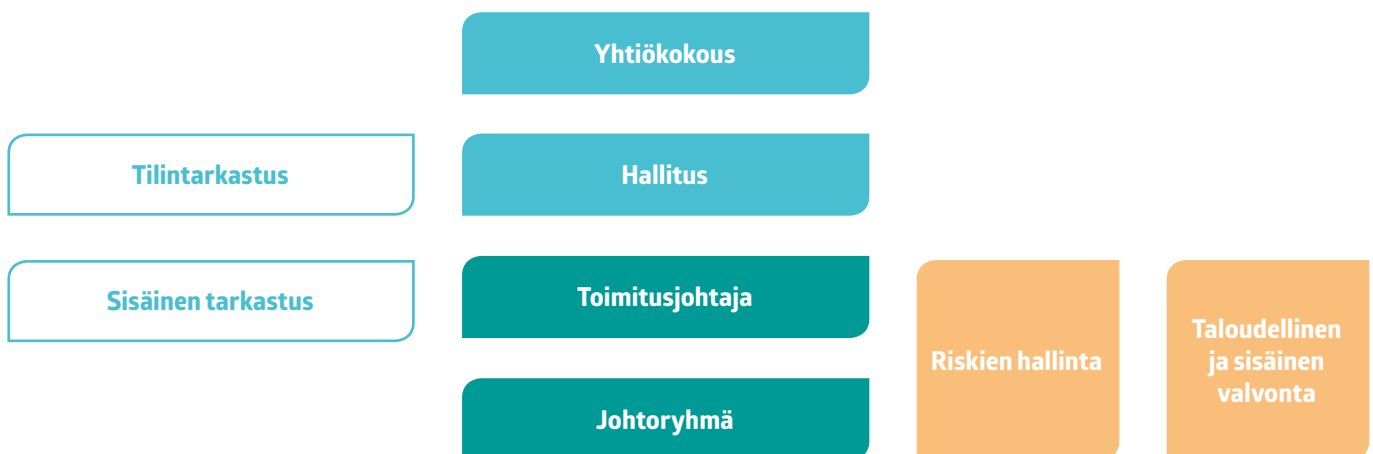 Yhtiökokous
Tilintarkastus
Hallitus
Sisäinen tarkastus
Toimitusjohtaja
Riskien hallinta
Taloudellinen
ja sisäinen
valvonta
Johtoryhmä